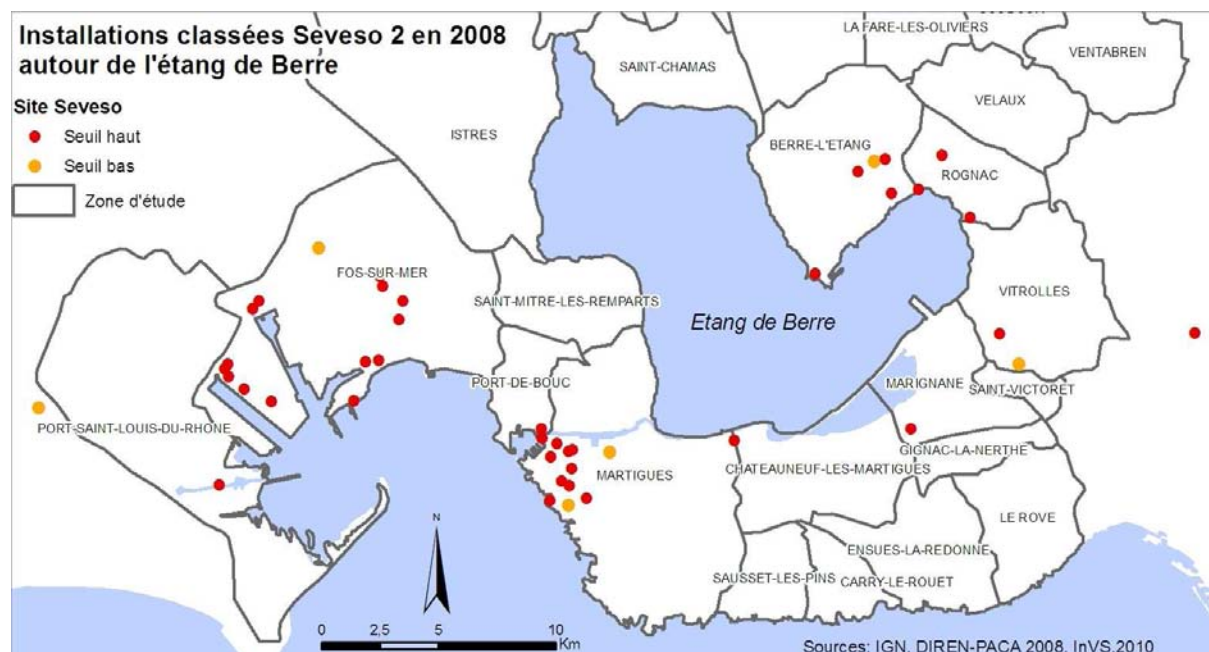 Installations classées Seveso 2 en 2008
autour de l'étang de Berre
Site Seveso
Seuil haut
Seuil bas
Zone d'étude
LA FARE-LES-OLIVIERS
VENTABREN
SAINT-CHAMAS
VELAUX
ISTRES
BERRE-L'ETANG
ROGNAC
FOS-SUR-MER
SAINT-MITRE-LES-REMPARTS
VITROLLES
Etang de Berre
PORT-DE-BOUC
MARIGNANE
SAINT-VICTORET
PORT-SAINT-LOUIS-DU-RHONE
GIGNAC-LA-NERTHE
MARTIGUES
CHATEAUNEUF-LES-MARTIGUES
LE ROVE
ENSUES-LA-REDONNE
SAUSSET-LES-PINS
CARRY-LE-ROUET
N
0 2,5 5 10
Km
Sources: IGN, DIREN-PACA 2008, InVS.2010